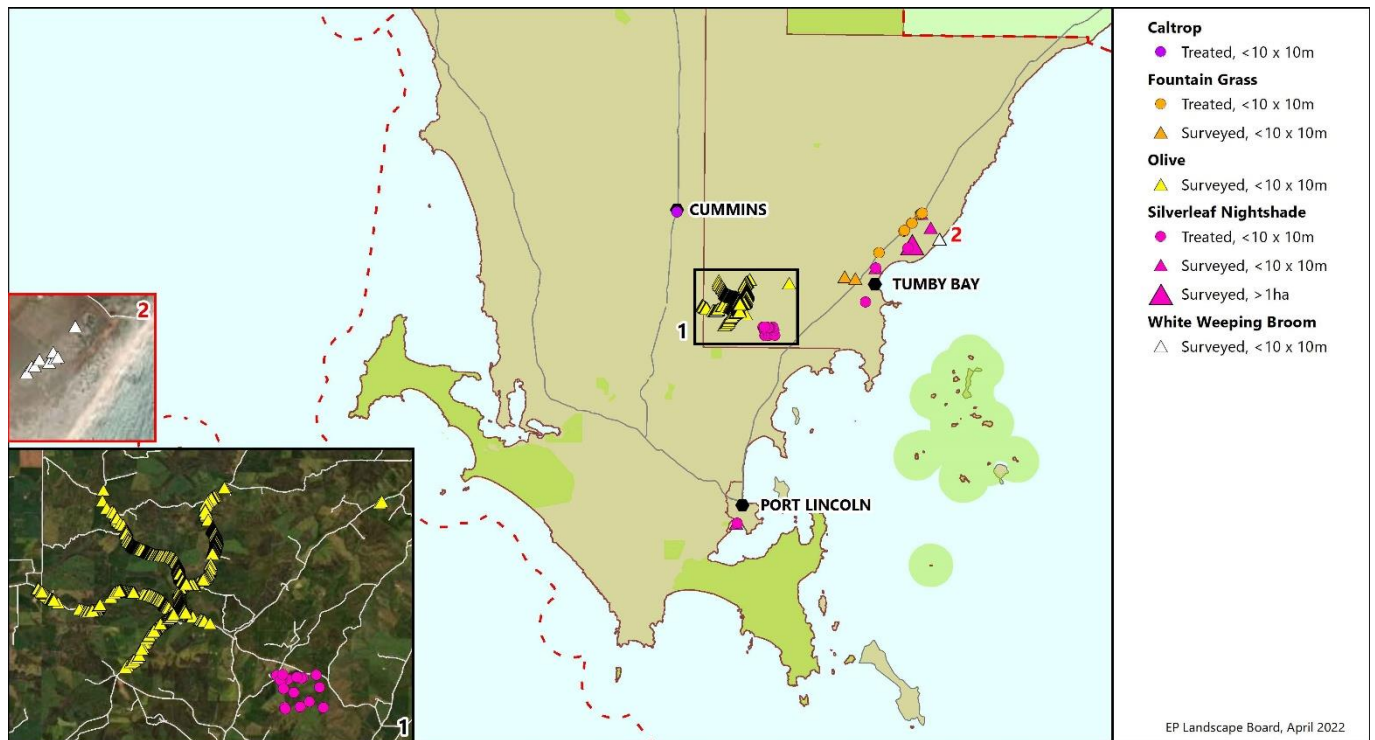 CUMMINS
2
TUMBY BAY
1
PORT LINCOLN
2
1
Caltrop
Treated, <10 x 10m
Fountain Grass
Treated, <10 x 10m
Surveyed, <10 x 10m
Olive
Surveyed, <10 x 10m
Silverleaf Nightshade
Treated, <10 x 10m
Surveyed, <10 x 10m
Surveyed, >1ha
White Weeping Broom
Surveyed, <10 x 10m
EP Landscape Board, April 2022